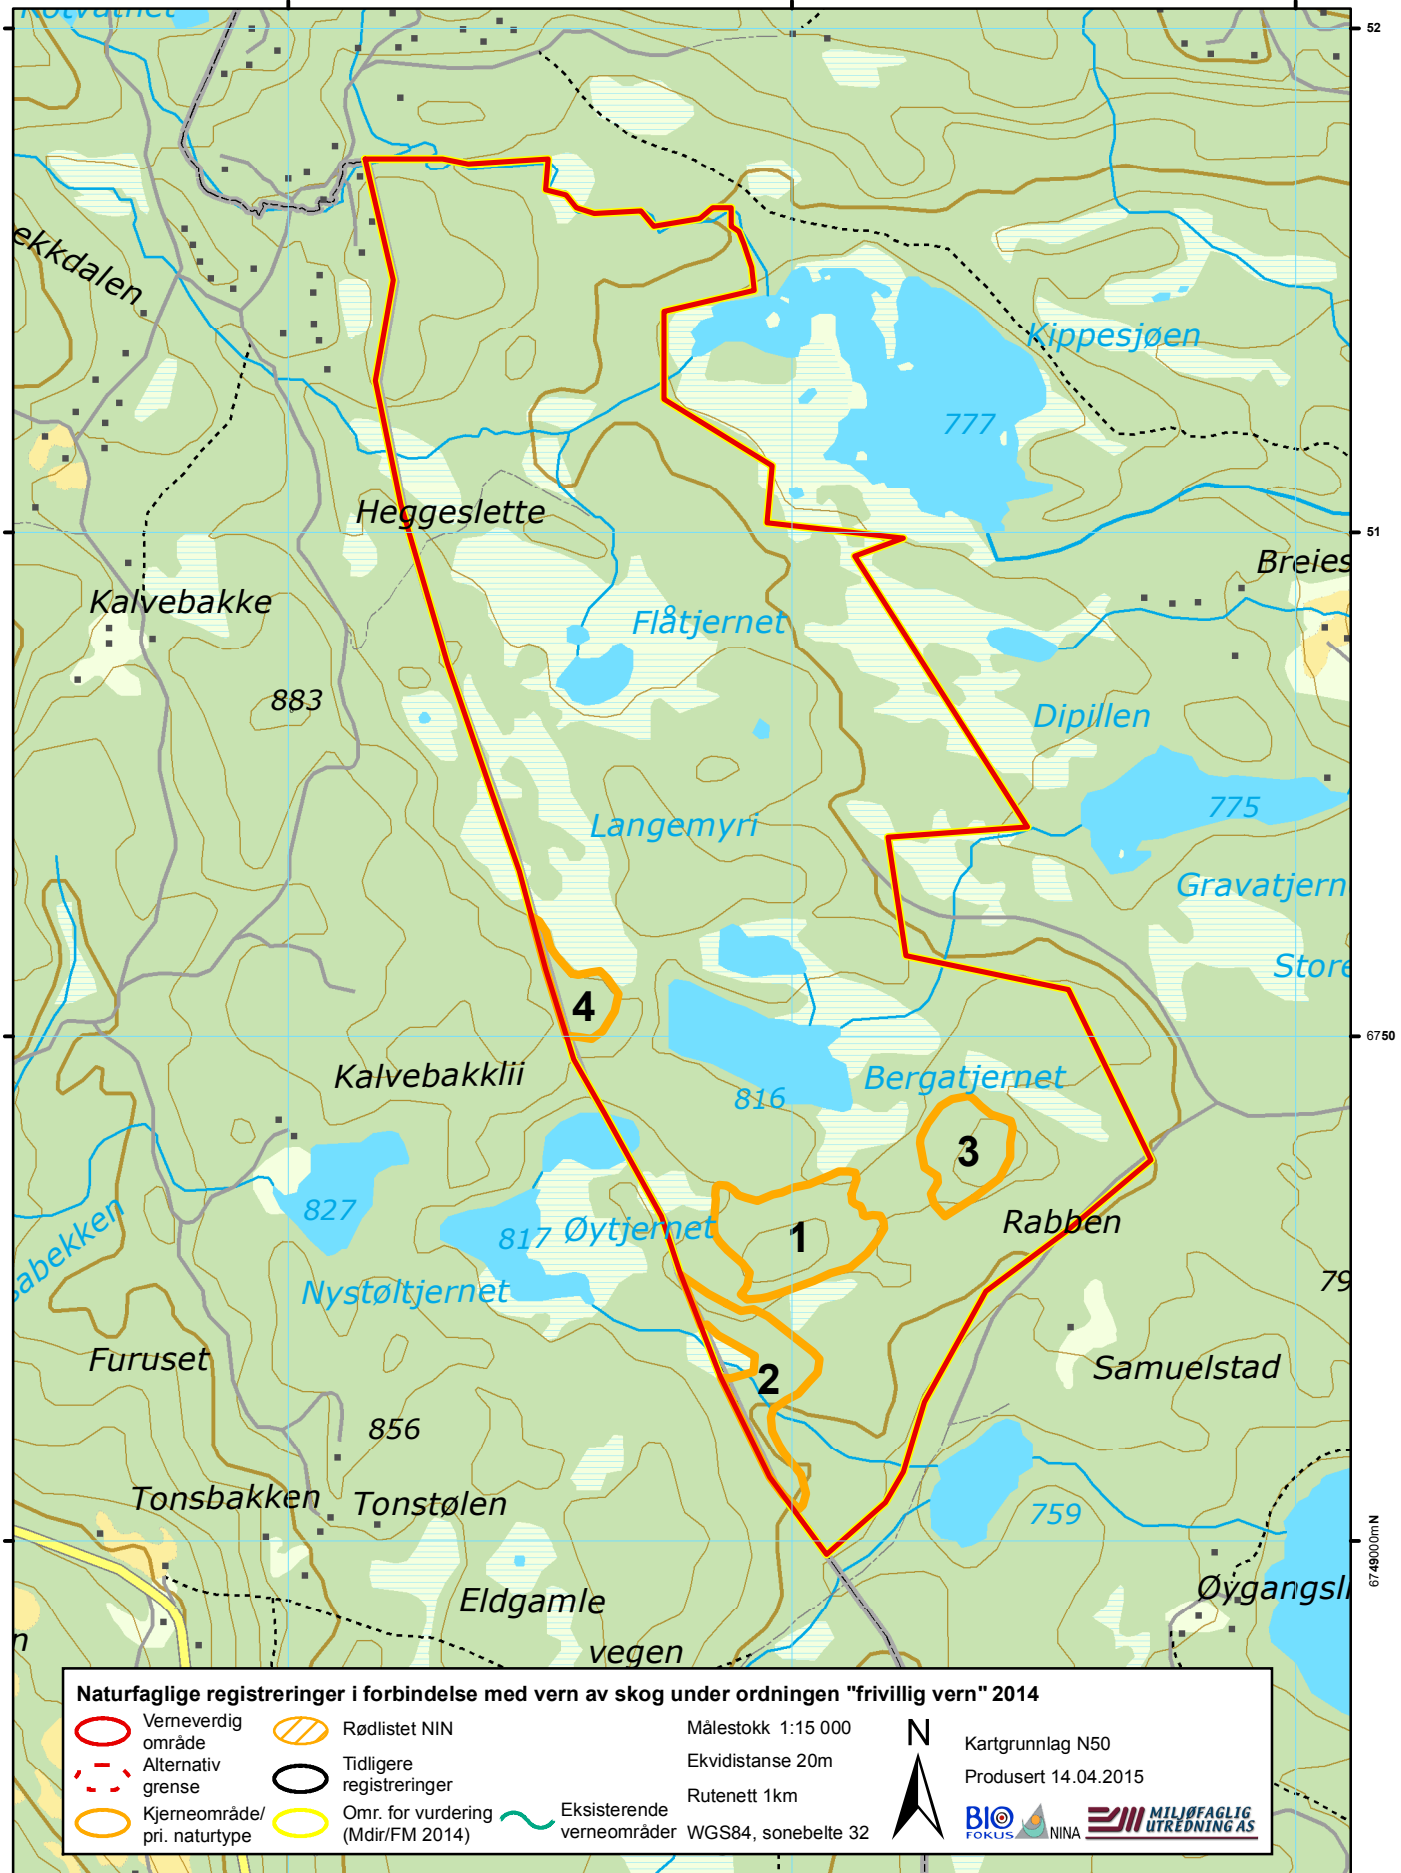 Rotvatnet
52
ekkdalen
Kippesjøen
777
Heggeslette
51
Breies
Kalvebakke
Flåtjernet
883
Dipillen
775
Langemyri
Gravatjern
Store
4
6750
Kalvebakklii
Bergatjernet
816
3
827
Rabben
1
817
Øytjernet
sabekken
Nystøltjernet
79
Furuset
2
Samuelstad
856
Tonsbakken
Tonstølen
759
6749000m N
Øygangsli
Eldgamle
vegen
n
Naturfaglige registreringer i forbindelse med vern av skog under ordningen "frivillig vern" 2014
Verneverdig
område
Alternativ
grense
Kjerneområde/
pri. naturtype
Rødlistet NIN
Tidligere
registreringer
Omr. for vurdering
(Mdir/FM 2014)
Eksisterende
verneområder
Målestokk 1:15 000
Ekvidistanse 20m
Rutenett 1km
WGS84, sonebelte 32
N
Kartgrunnlag N50
Produsert 14.04.2015
BIO
FOKUS
NINA
MILJØFAGLIG
UTREDNING AS